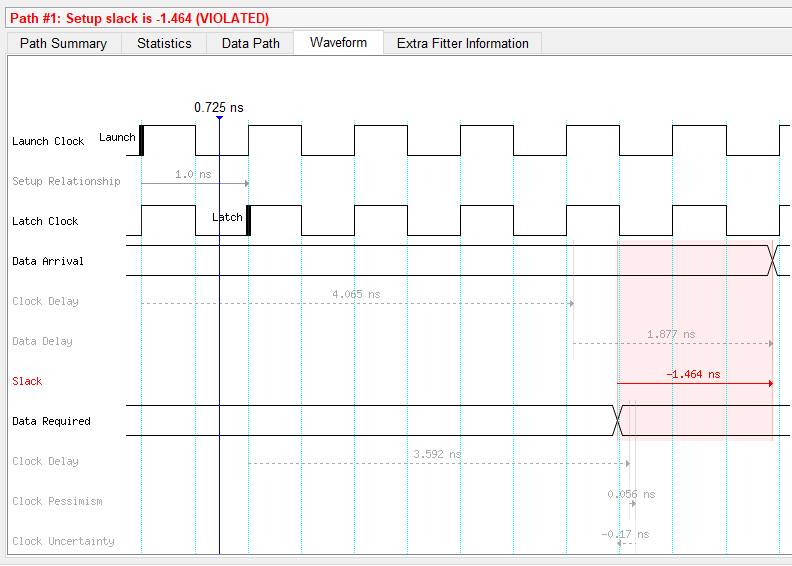 Path #1: Setup slack is -1.464 (VIOLATED)
Path Summary Statistics Data Path Waveform Extra Fitter Information
0.725 ns
Launch Clock Launch
Setup Relationship 1.0 ns
Latch Clock Latch
Data Arrival
Clock Delay 4.065 ns
Data Delay 1.877 ns
Slack -1.464 ns
Data Required
Clock Delay 3.592 ns
Clock Pessimism 0.056 ns
Clock Uncertainty -0.17 ns